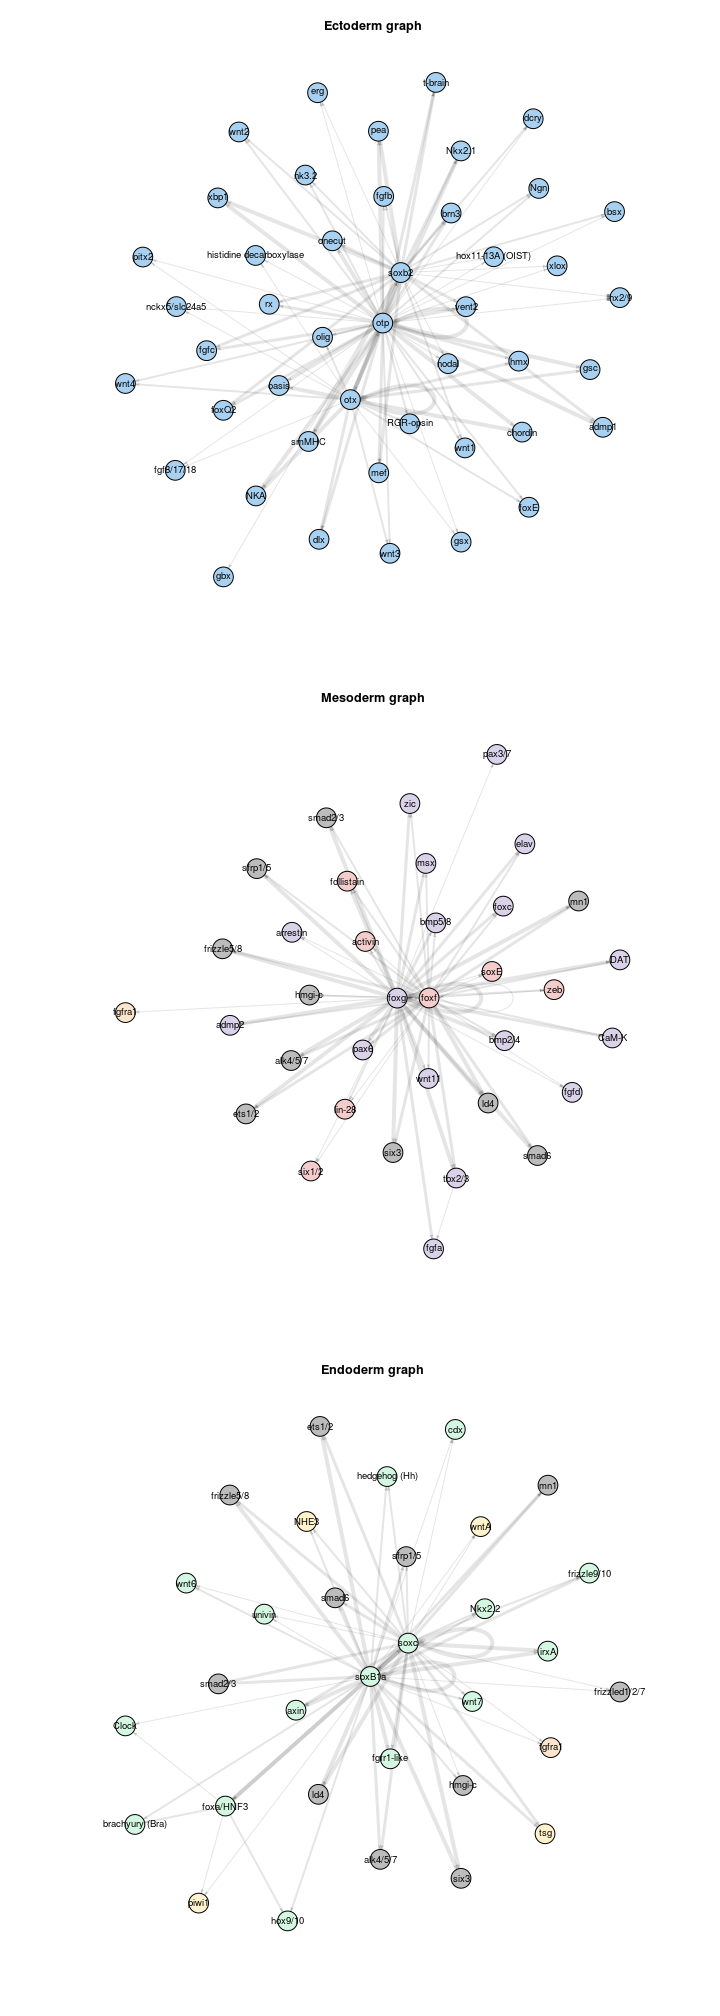 Ectoderm graph
t-brain
erg
dcry
wnt2
pea
Nkx2.1
nk3.2
Ngn
xbp1
fgfb
brn3
bsx
onecut
pitx2
histidine decarboxylase
hox11-13A (OIST)
xlox
soxb2
lhx2/9
nckx5/slc24a5
rx
vent2
otp
olig
fgfc
nodal
hmx
gsc
wnt4
oasis
otx
foxQ2
RGR-opsin
admp1
chordin
smMHC
wnt1
fgf8/17/18
mef
NKA
foxE
dlx
gsx
wnt3
gbx
Mesoderm graph
pax3/7
zic
smad2/3
elav
msx
sfrp1/5
follistain
mn1
foxc
bmp5/8
arrestin
activin
frizzle5/8
DAT
soxE
zeb
hmgi-c
foxg
foxf
fgfra1
admp2
CaM-K
bmp2/4
pax6
alk4/5/7
wnt11
fgfd
Id4
lin-28
ets1/2
six3
smad6
six1/2
tbx2/3
fgfa
Endoderm graph
ets1/2
cdx
hedgehog (Hh)
mn1
frizzle5/8
NHE3
wntA
sfrp1/5
frizzle9/10
wnt6
smad6
univin
Nkx2.2
soxc
irxA
soxB1a
smad2/3
frizzled1/2/7
wnt7
axin
Clock
fgfra1
fgfr1-like
hmgi-c
Id4
foxa/HNF3
brachyury (Bra)
tsg
alk4/5/7
six3
piwi1
hox9/10